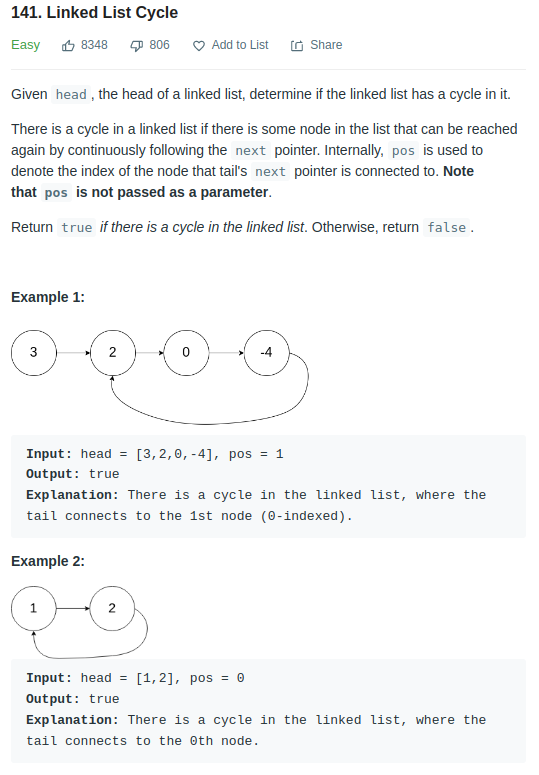 141. Linked List Cycle
Easy 8348 806 Add to List Share
Given head , the head of a linked list, determine if the linked list has a cycle in it.
There is a cycle in a linked list if there is some node in the list that can be reached
again by continuously following the next pointer. Internally, pos is used to
denote the index of the node that tail's next pointer is connected to. Note
that pos is not passed as a parameter.
Return true if there is a cycle in the linked list. Otherwise, return false .
Example 1:
3 2 0 -4
Input: head = [3,2,0,-4], pos = 1
Output: true
Explanation: There is a cycle in the linked list, where the
tail connects to the 1st node (0-indexed).
Example 2:
1 2
Input: head = [1,2], pos = 0
Output: true
Explanation: There is a cycle in the linked list, where the
tail connects to the 0th node.